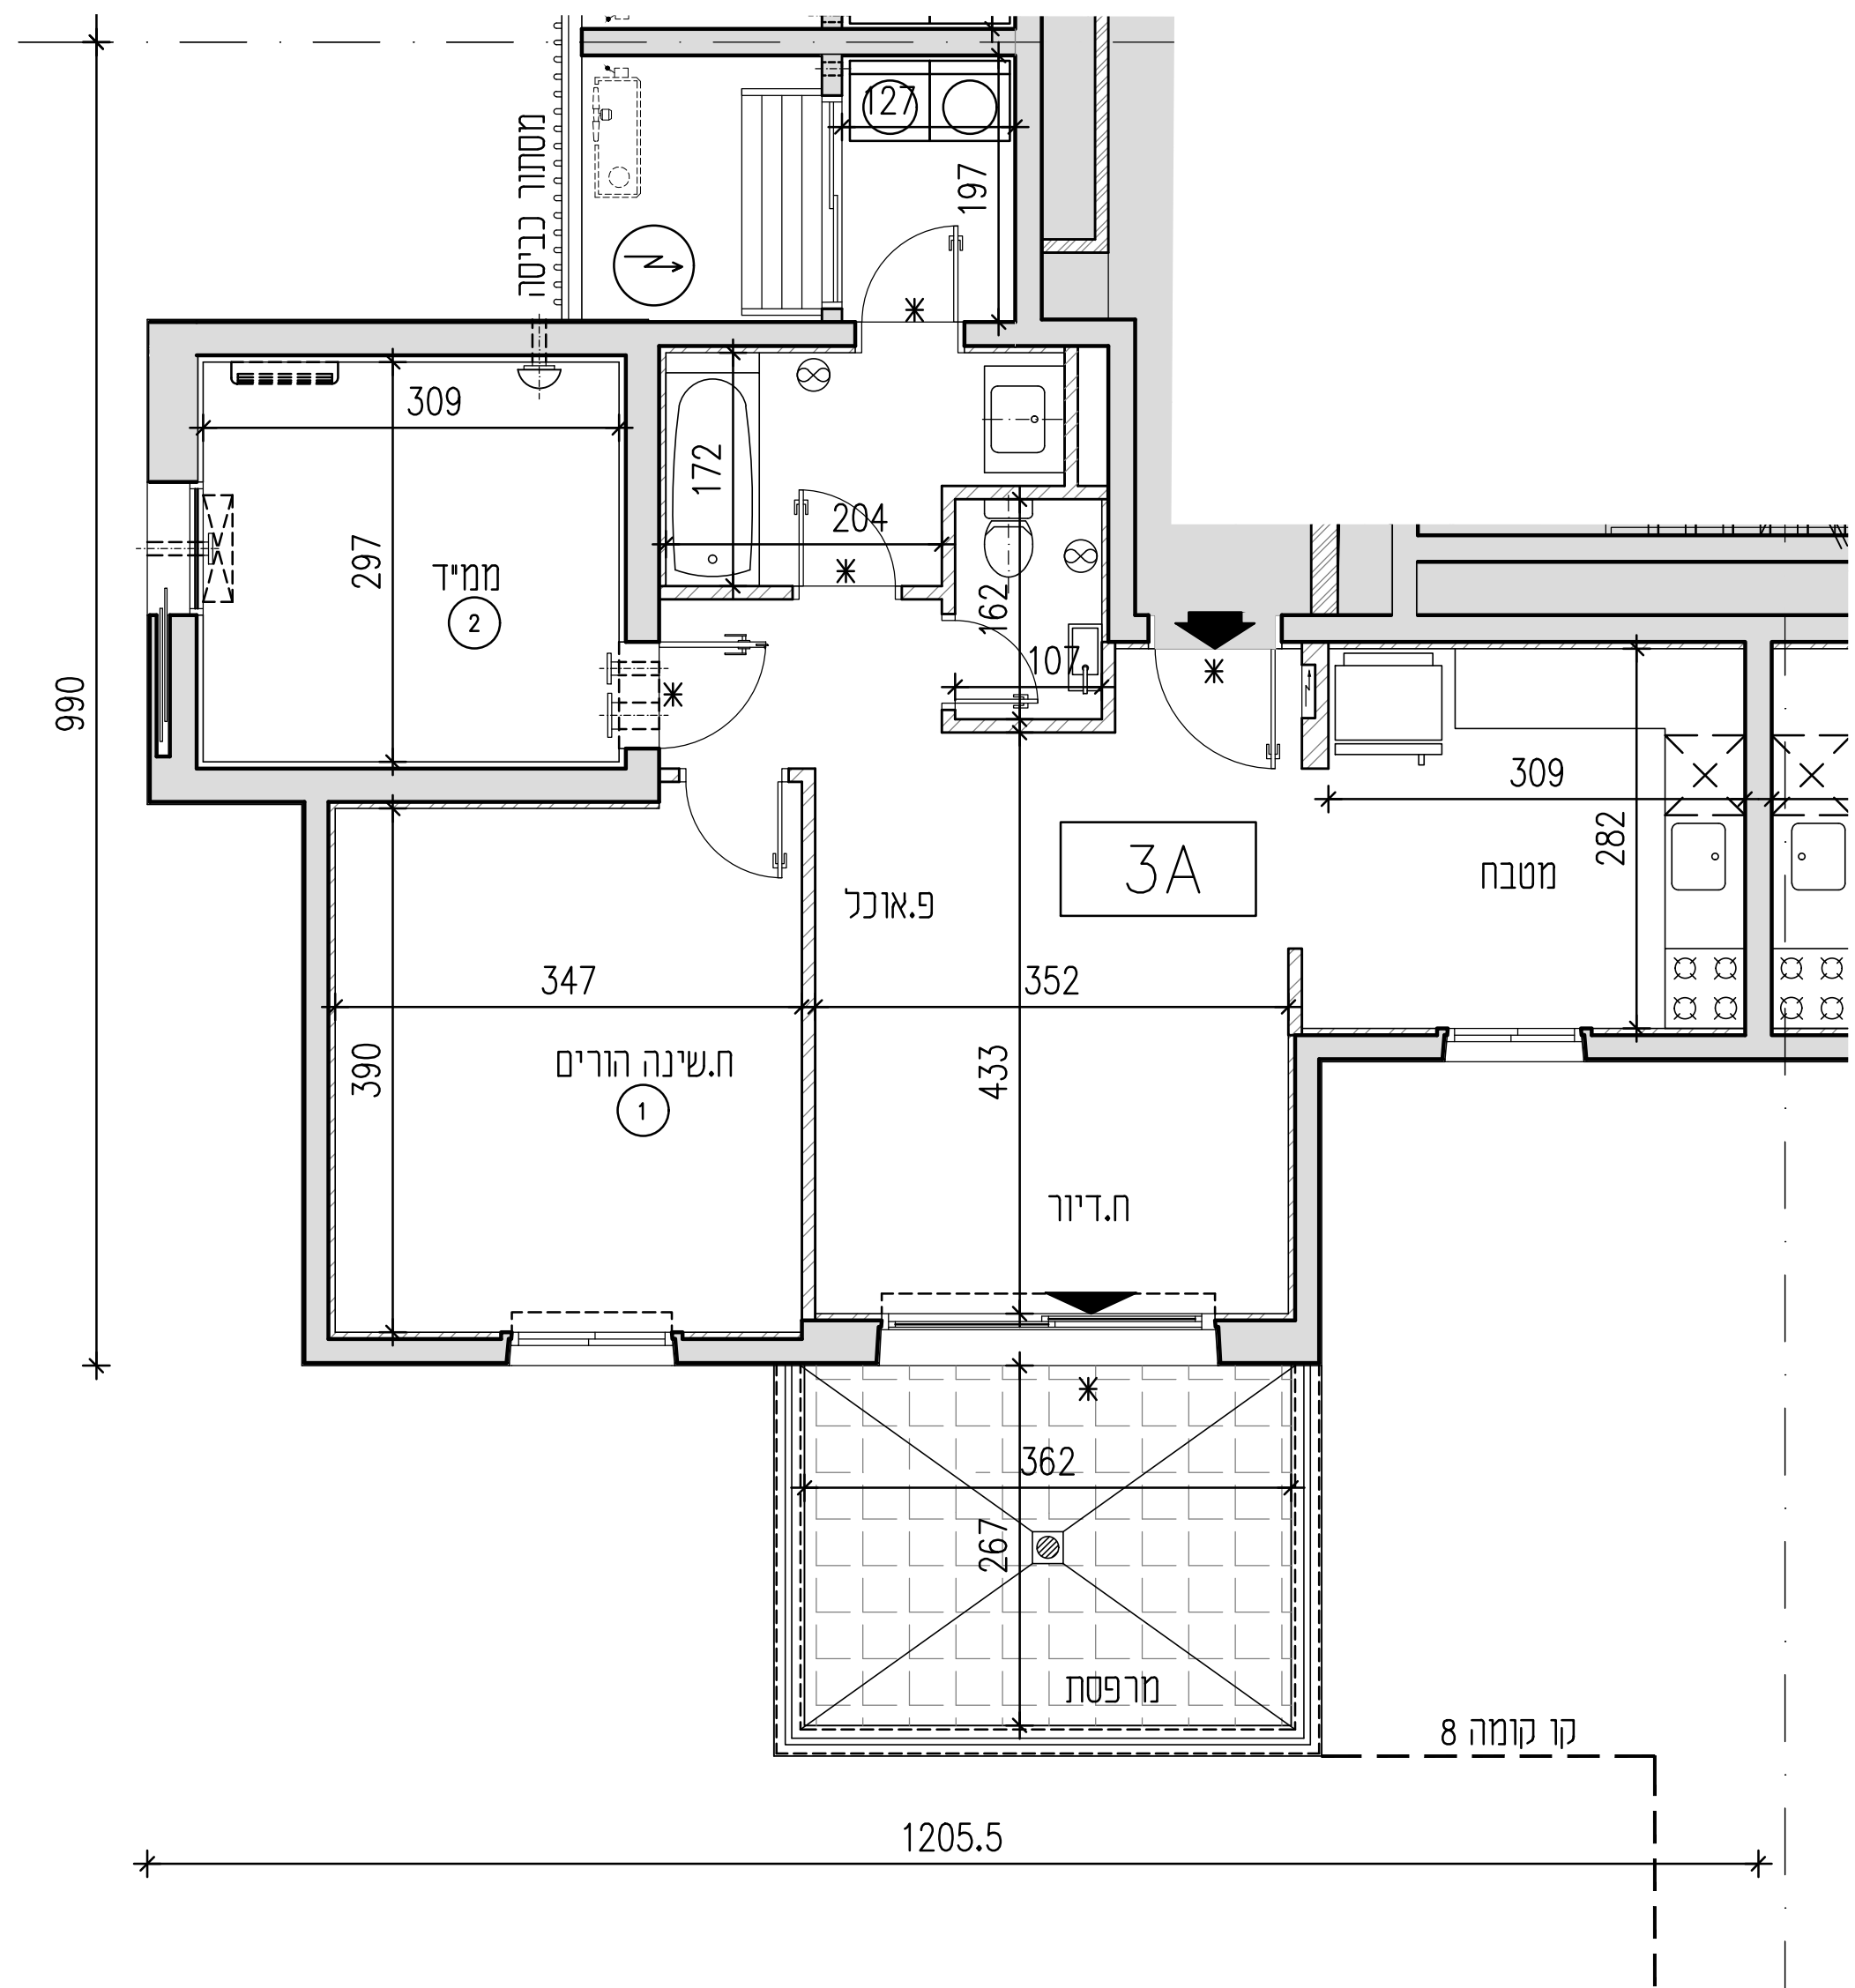 127
197
מסתור כביסה
309
172
204
297
ממ"ד
2
162
107
990
309
282
3A
מטבח
פ.אוכל
347
352
390
ח.שינה הורים
1
433
ח.דיור
362
267
מרפסת
קו קומה 8
1205.5